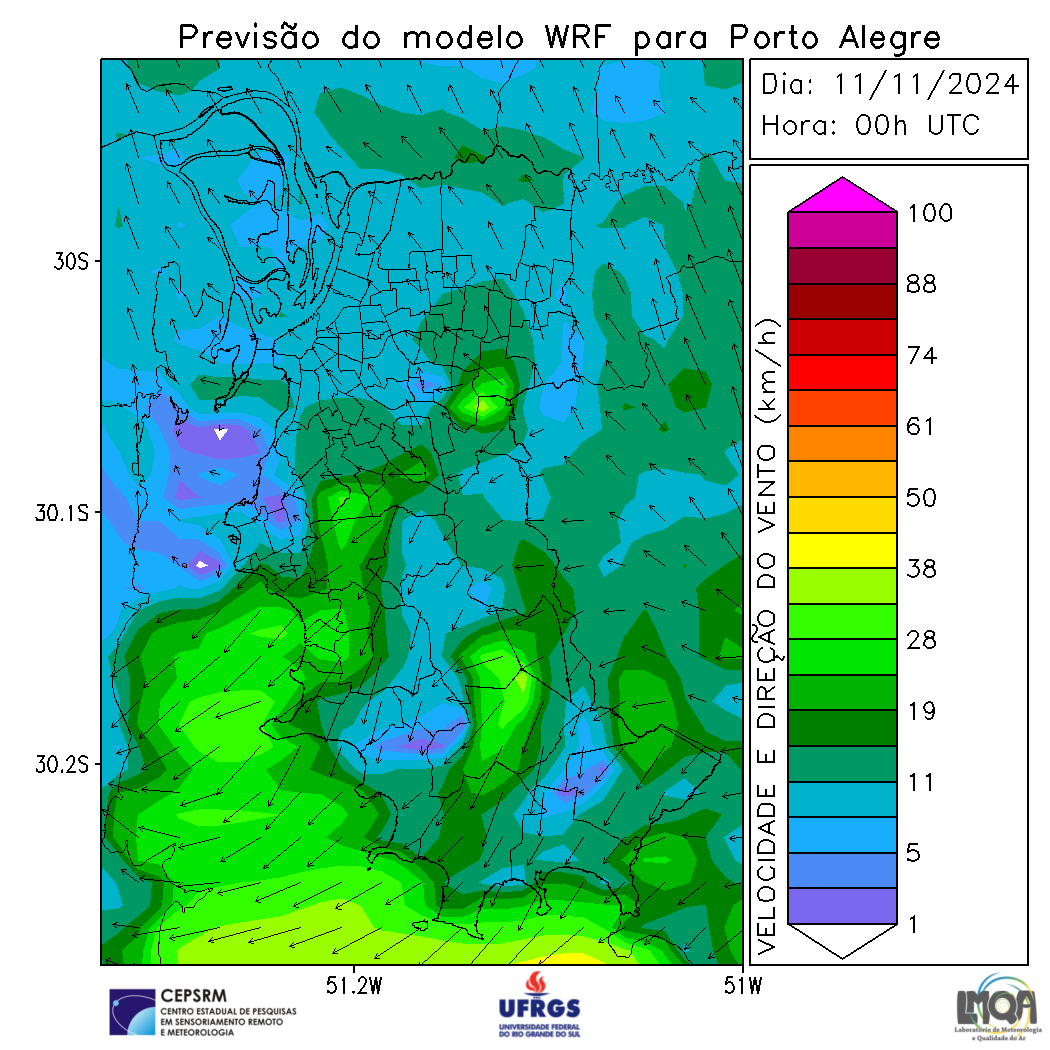 Previsão do modelo WRF para Porto Alegre
Dia: 11/11/2024
Hora: 00h UTC
30S
30.1S
30.2S
51.2W
51W
VELOCIDADE E DIREÇÃO DO VENTO (km/h)
100
88
74
61
50
38
28
19
11
5
1
CEPSRM
CENTRO ESTADUAL DE PESQUISAS
EM SENSORIAMENTO REMOTO
E METEOROLOGIA
UFRGS
UNIVERSIDADE FEDERAL
DO RIO GRANDE DO SUL
LMQA
Laboratório de Meteorologia
e Qualidade do Ar